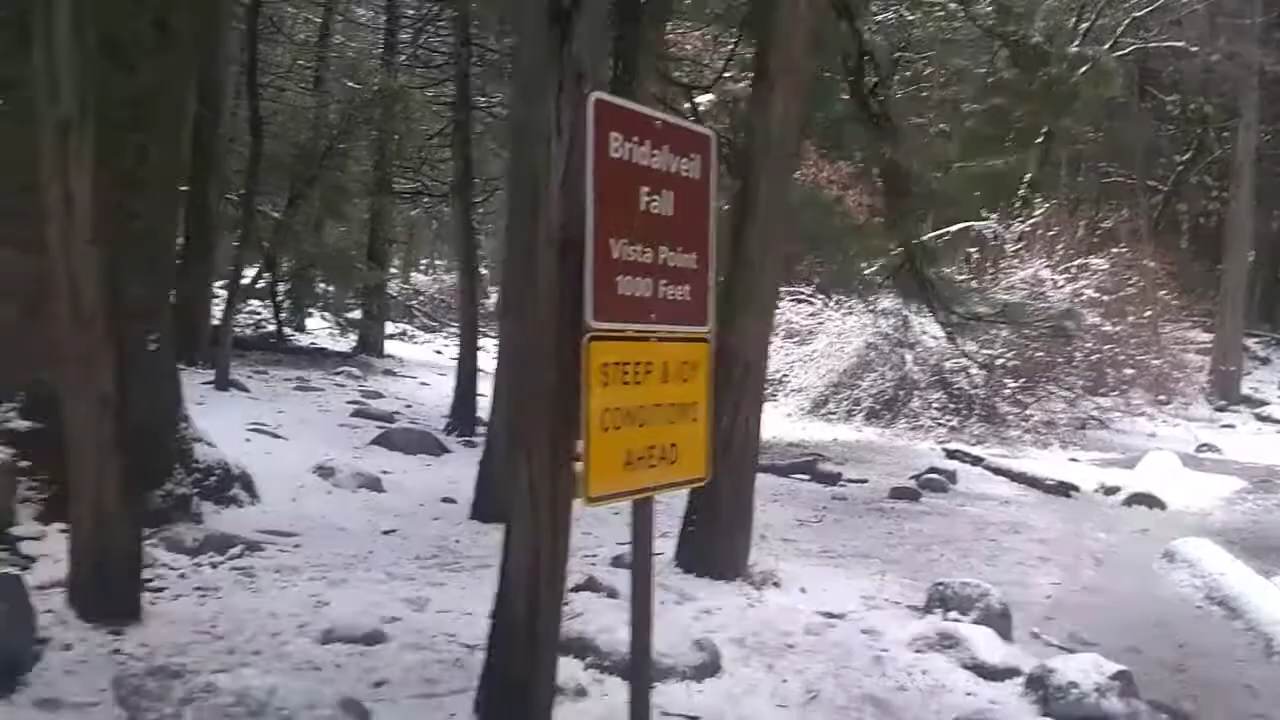 Bridalveil
Fall
Vista Point
1000 Feet
STEEP & ICY
CONDITIONS
AHEAD